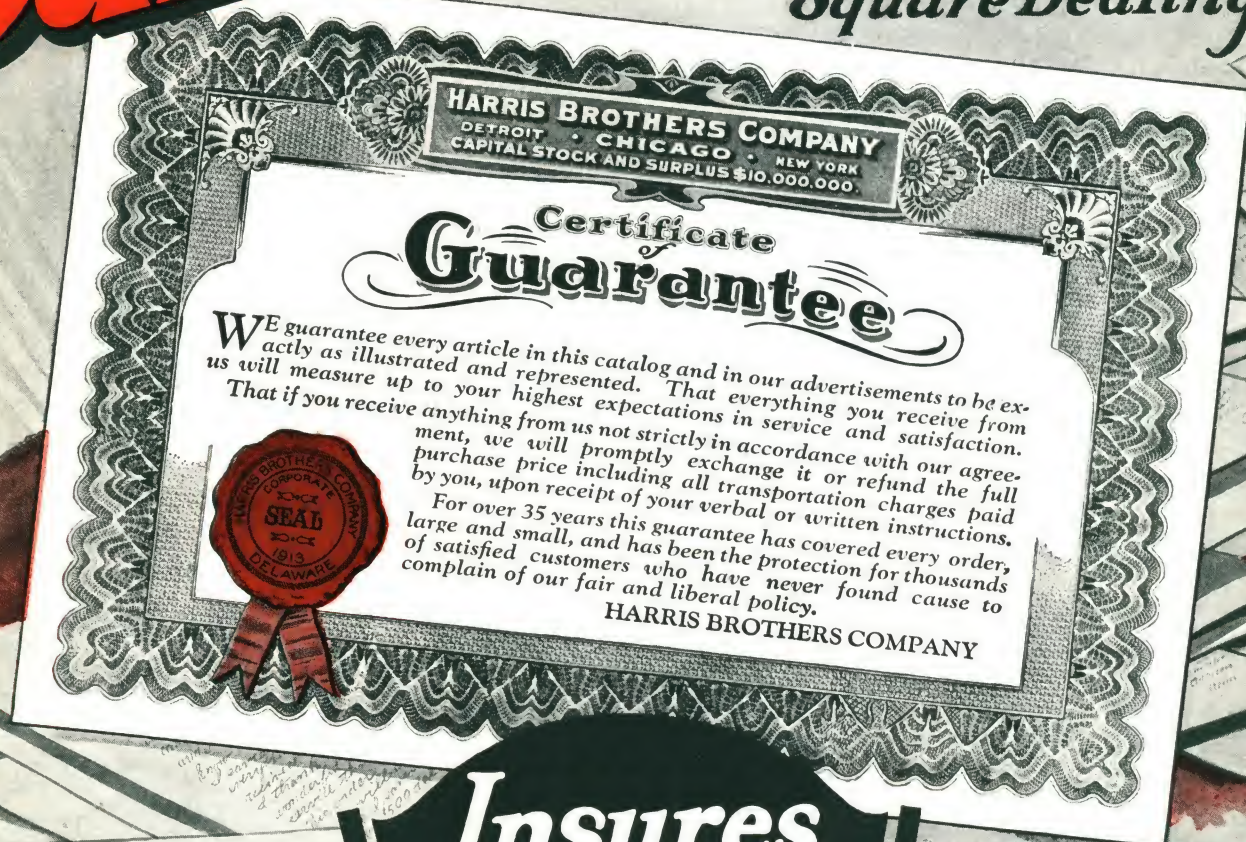 Square Dealing
HARRIS BROTHERS COMPANY
DETROIT · CHICAGO · NEW YORK
CAPITAL STOCK AND SURPLUS $10,000,000.
Certificate
of
Guarantee
WE guarantee every article in this catalog and in our advertisements to be ex-
actly as illustrated and represented. That everything you receive from
us will measure up to your highest expectations in service and satisfaction.
That if you receive anything from us not strictly in accordance with our agree-
ment, we will promptly exchange it or refund the full
purchase price including all transportation charges paid
by you, upon receipt of your verbal or written instructions.
For over 35 years this guarantee has covered every order,
large and small, and has been the protection for thousands
of satisfied customers who have never found cause to
complain of our fair and liberal policy.
HARRIS BROTHERS COMPANY
HARRIS BROTHERS COMPANY
CORPORATE
SEAL
1913
DELAWARE
Insures